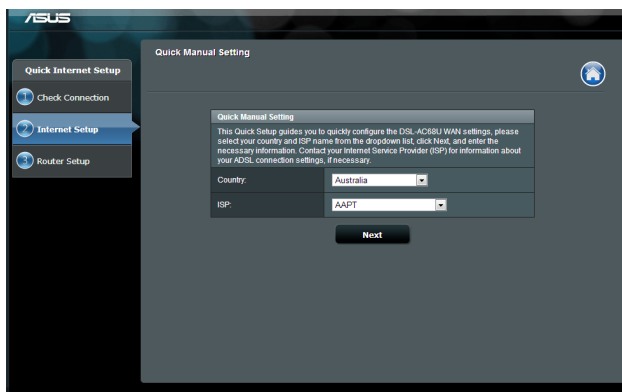 ASUS
Quick Internet Setup
1 Check Connection
2 Internet Setup
3 Router Setup
Quick Manual Setting
Quick Manual Setting
This Quick Setup guides you to quickly configure the DSL-AC68U WAN settings, please
select your country and ISP name from the dropdown list, click Next, and enter the
necessary information. Contact your Internet Service Provider (ISP) for information about
your ADSL connection settings, if necessary.
Country: Australia
ISP: AAPT
Next